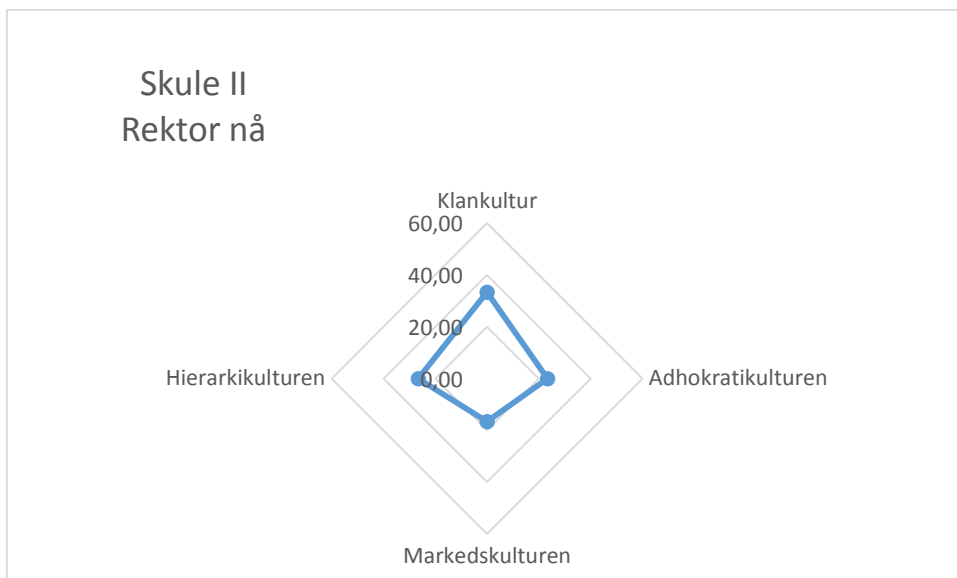 Skule II
Rektor nå
Klankultur
60,00
40,00
20,00
Hierarkikulturen
0,00
Adhokratikulturen
Markedskulturen